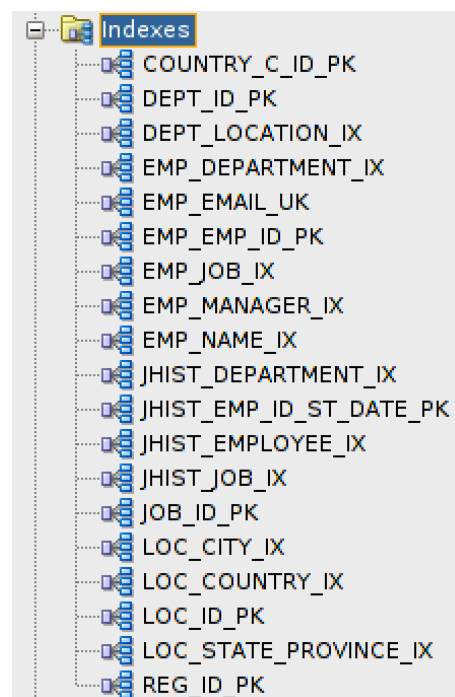 Indexes
COUNTRY_C_ID_PK
DEPT_ID_PK
DEPT_LOCATION_IX
EMP_DEPARTMENT_IX
EMP_EMAIL_UK
EMP_EMP_ID_PK
EMP_JOB_IX
EMP_MANAGER_IX
EMP_NAME_IX
JHIST_DEPARTMENT_IX
JHIST_EMP_ID_ST_DATE_PK
JHIST_EMPLOYEE_IX
JHIST_JOB_IX
JOB_ID_PK
LOC_CITY_IX
LOC_COUNTRY_IX
LOC_ID_PK
LOC_STATE_PROVINCE_IX
REG_ID_PK